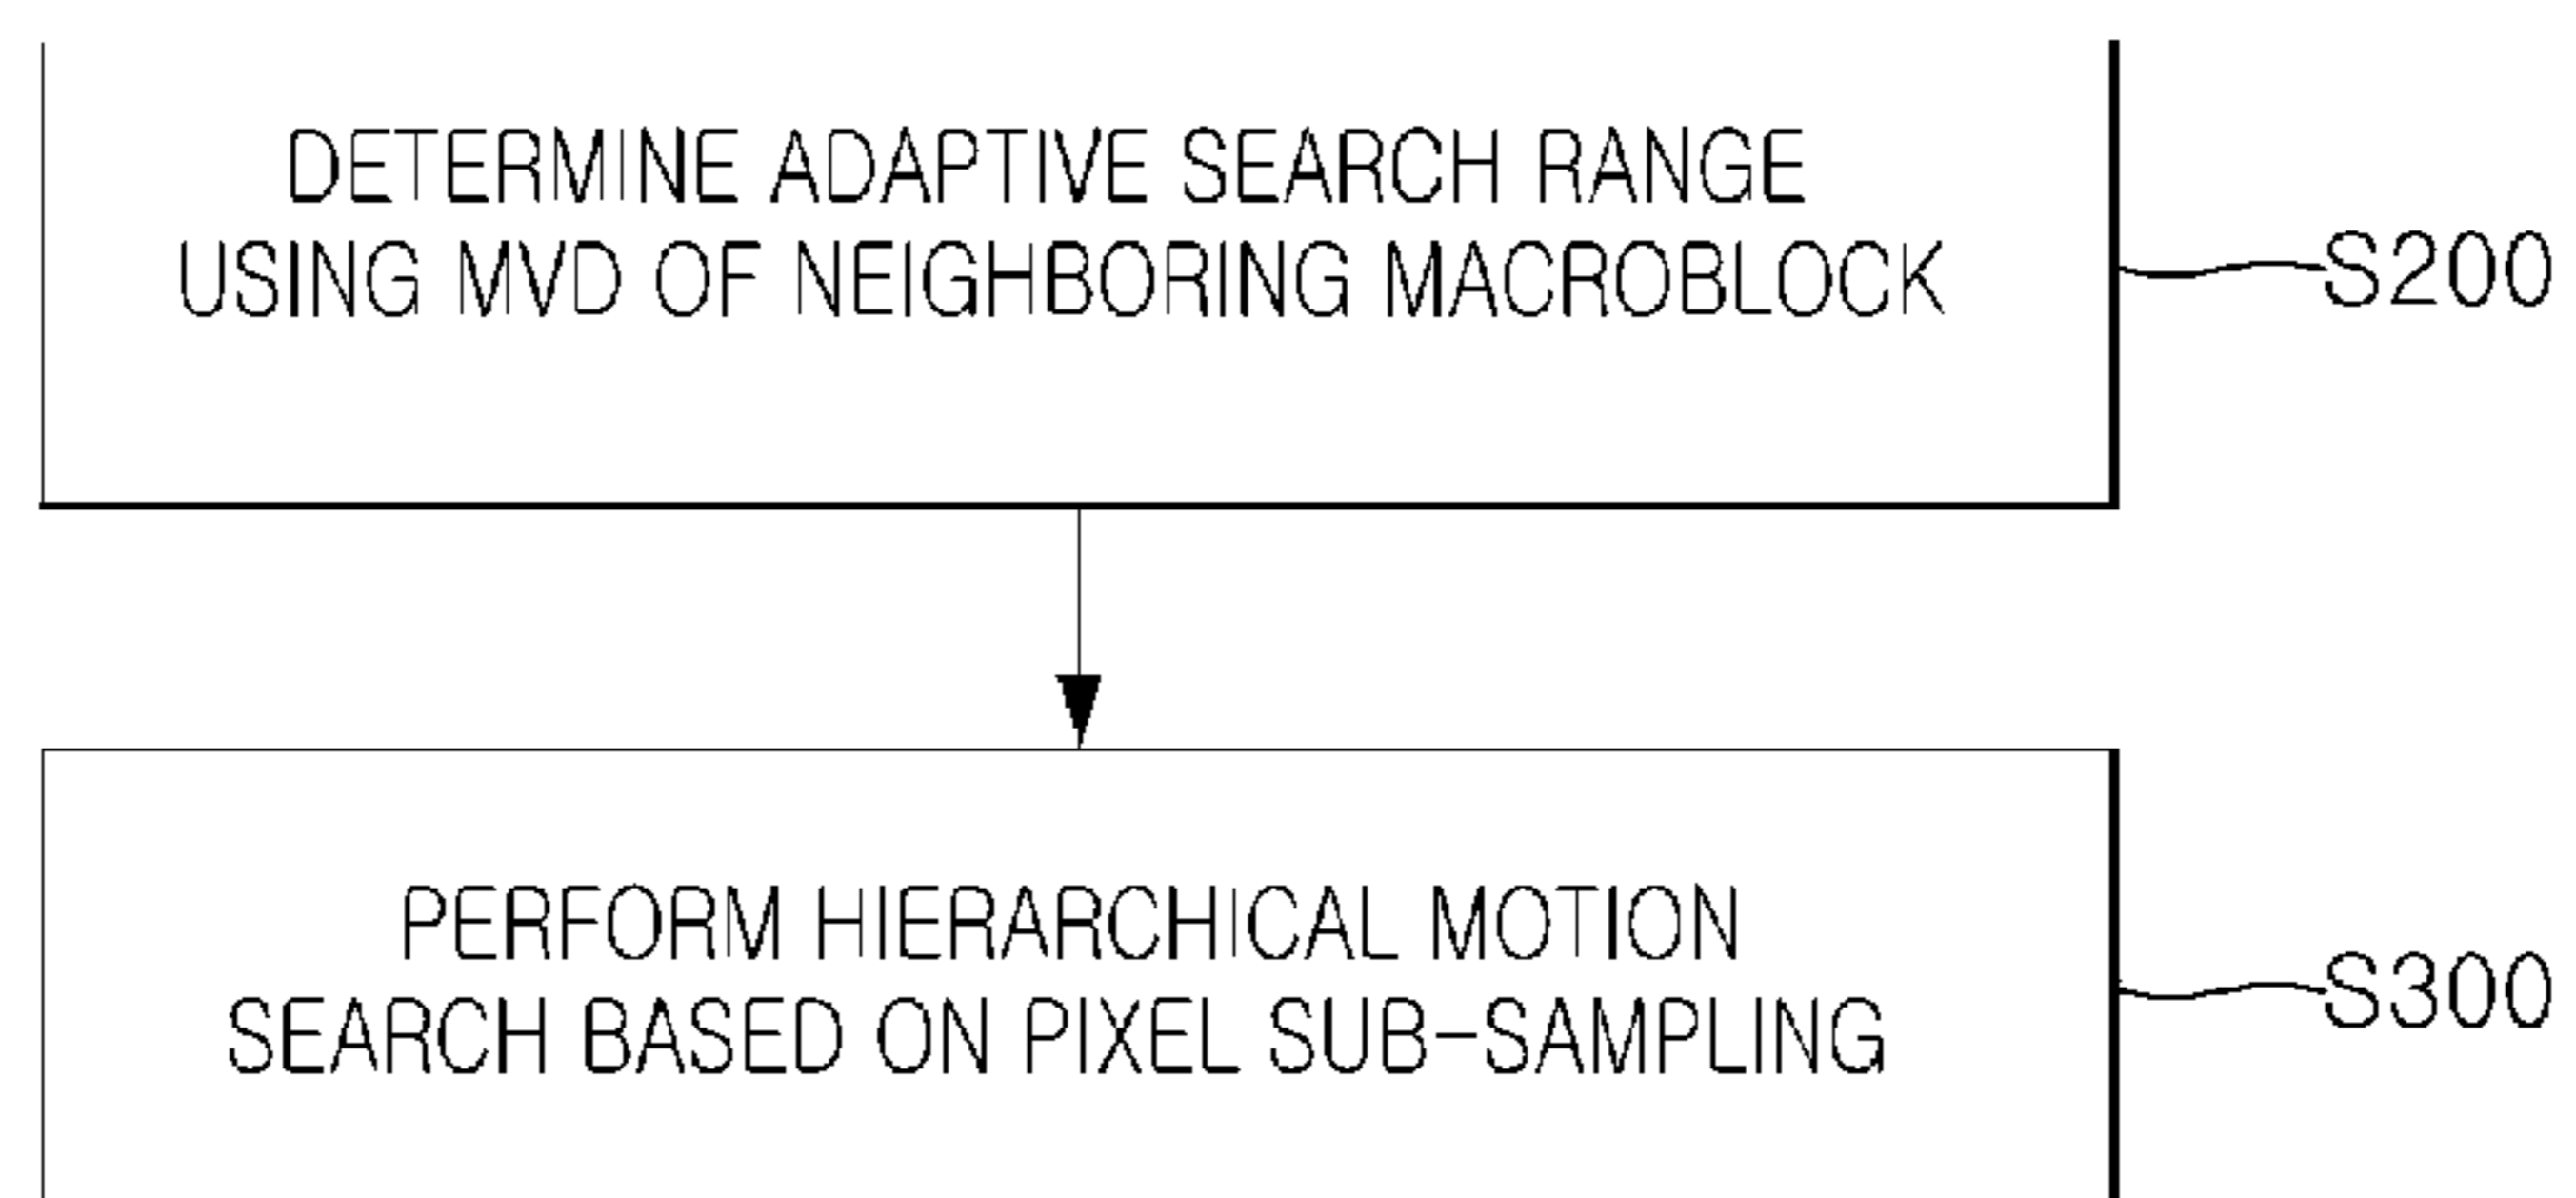 DETERMINE ADAPTIVE SEARCH RANGE
USING MVD OF NEIGHBORING MACROBLOCK
S200
PERFORM HIERARCHICAL MOTION
SEARCH BASED ON PIXEL SUB-SAMPLING
S300